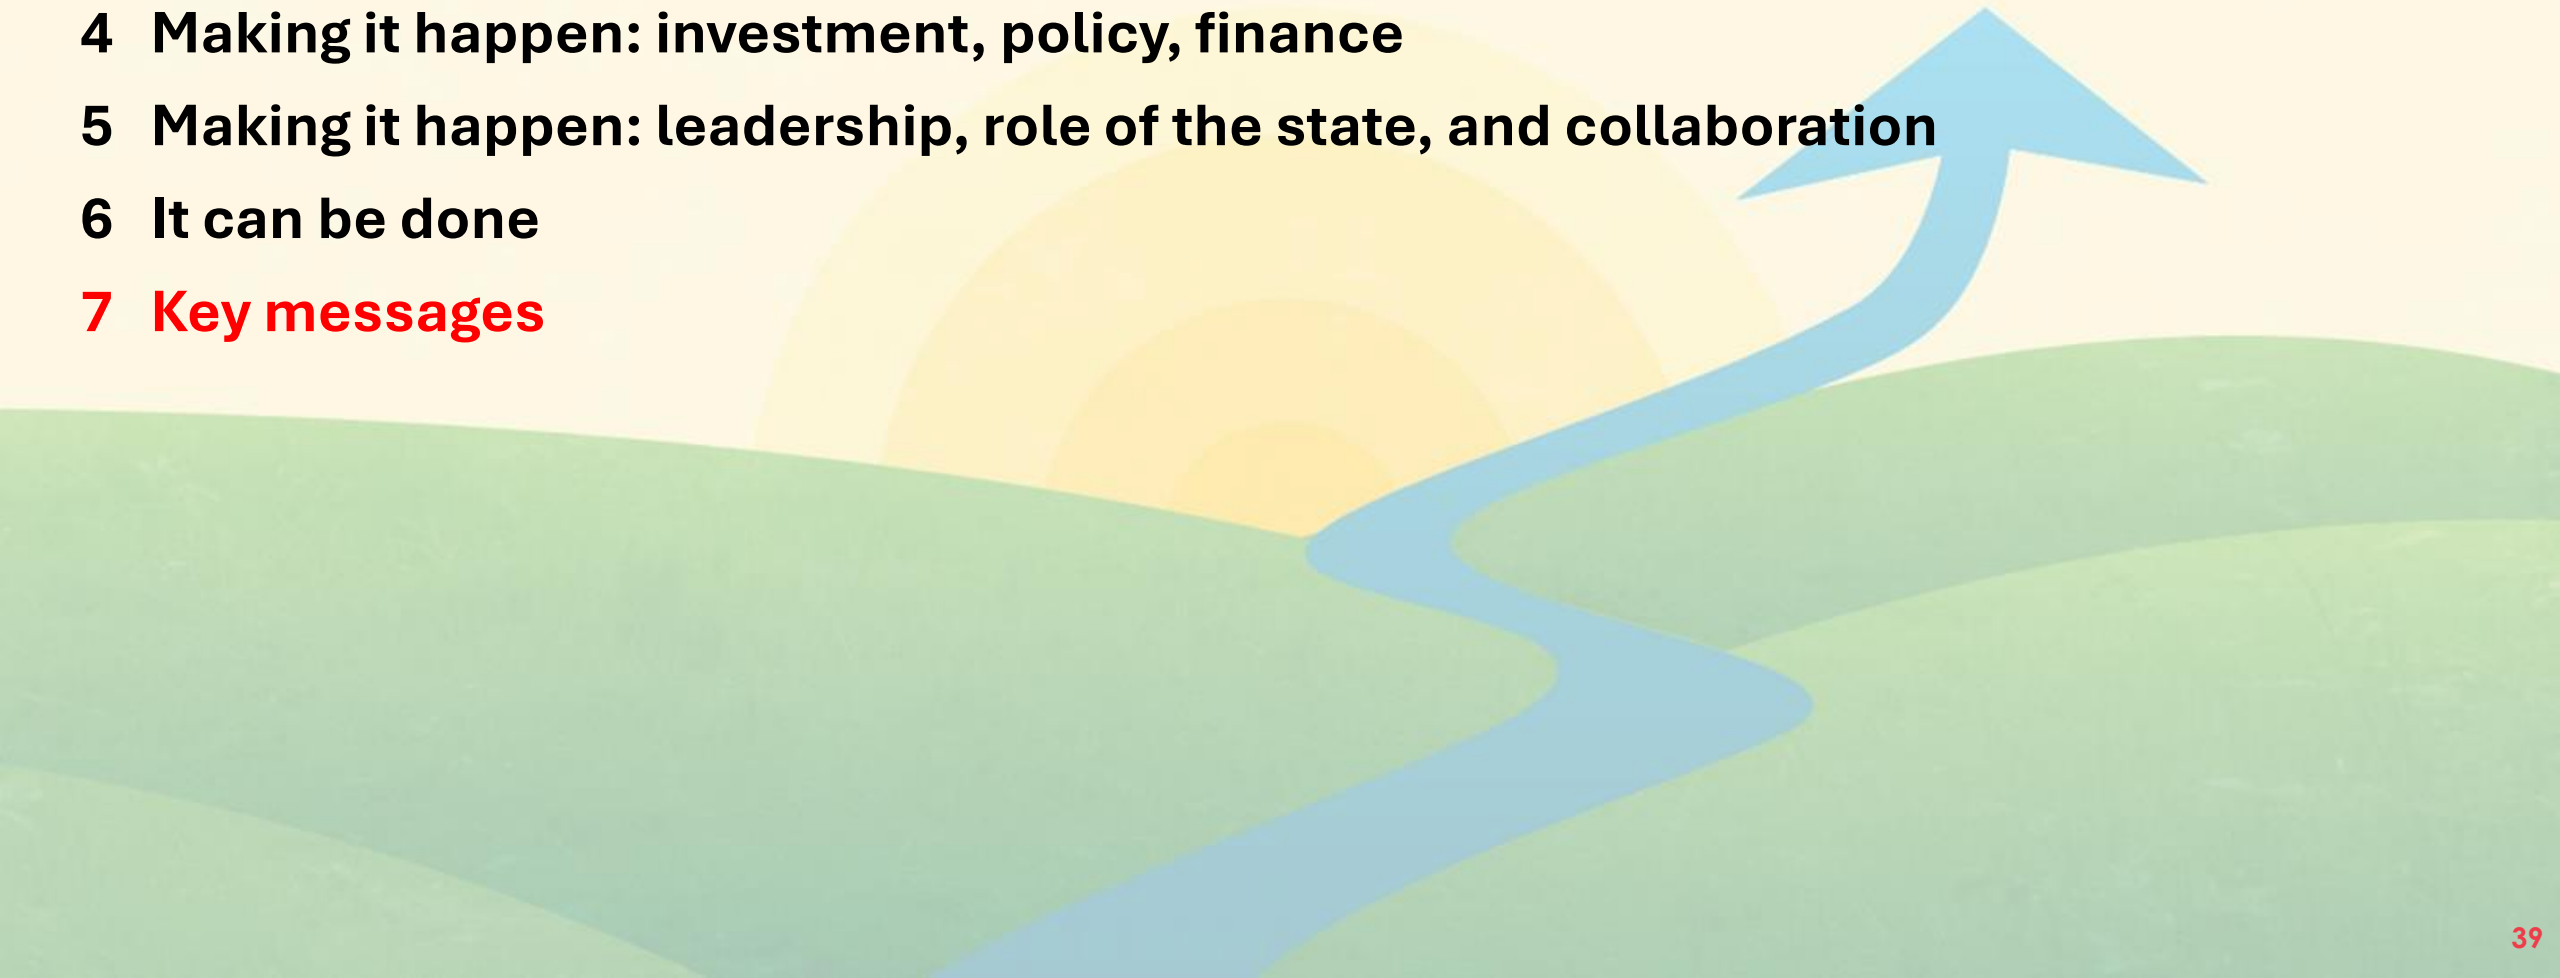 4 Making it happen: investment, policy, finance
5 Making it happen: leadership, role of the state, and collaboration
6 It can be done
7 Key messages
39